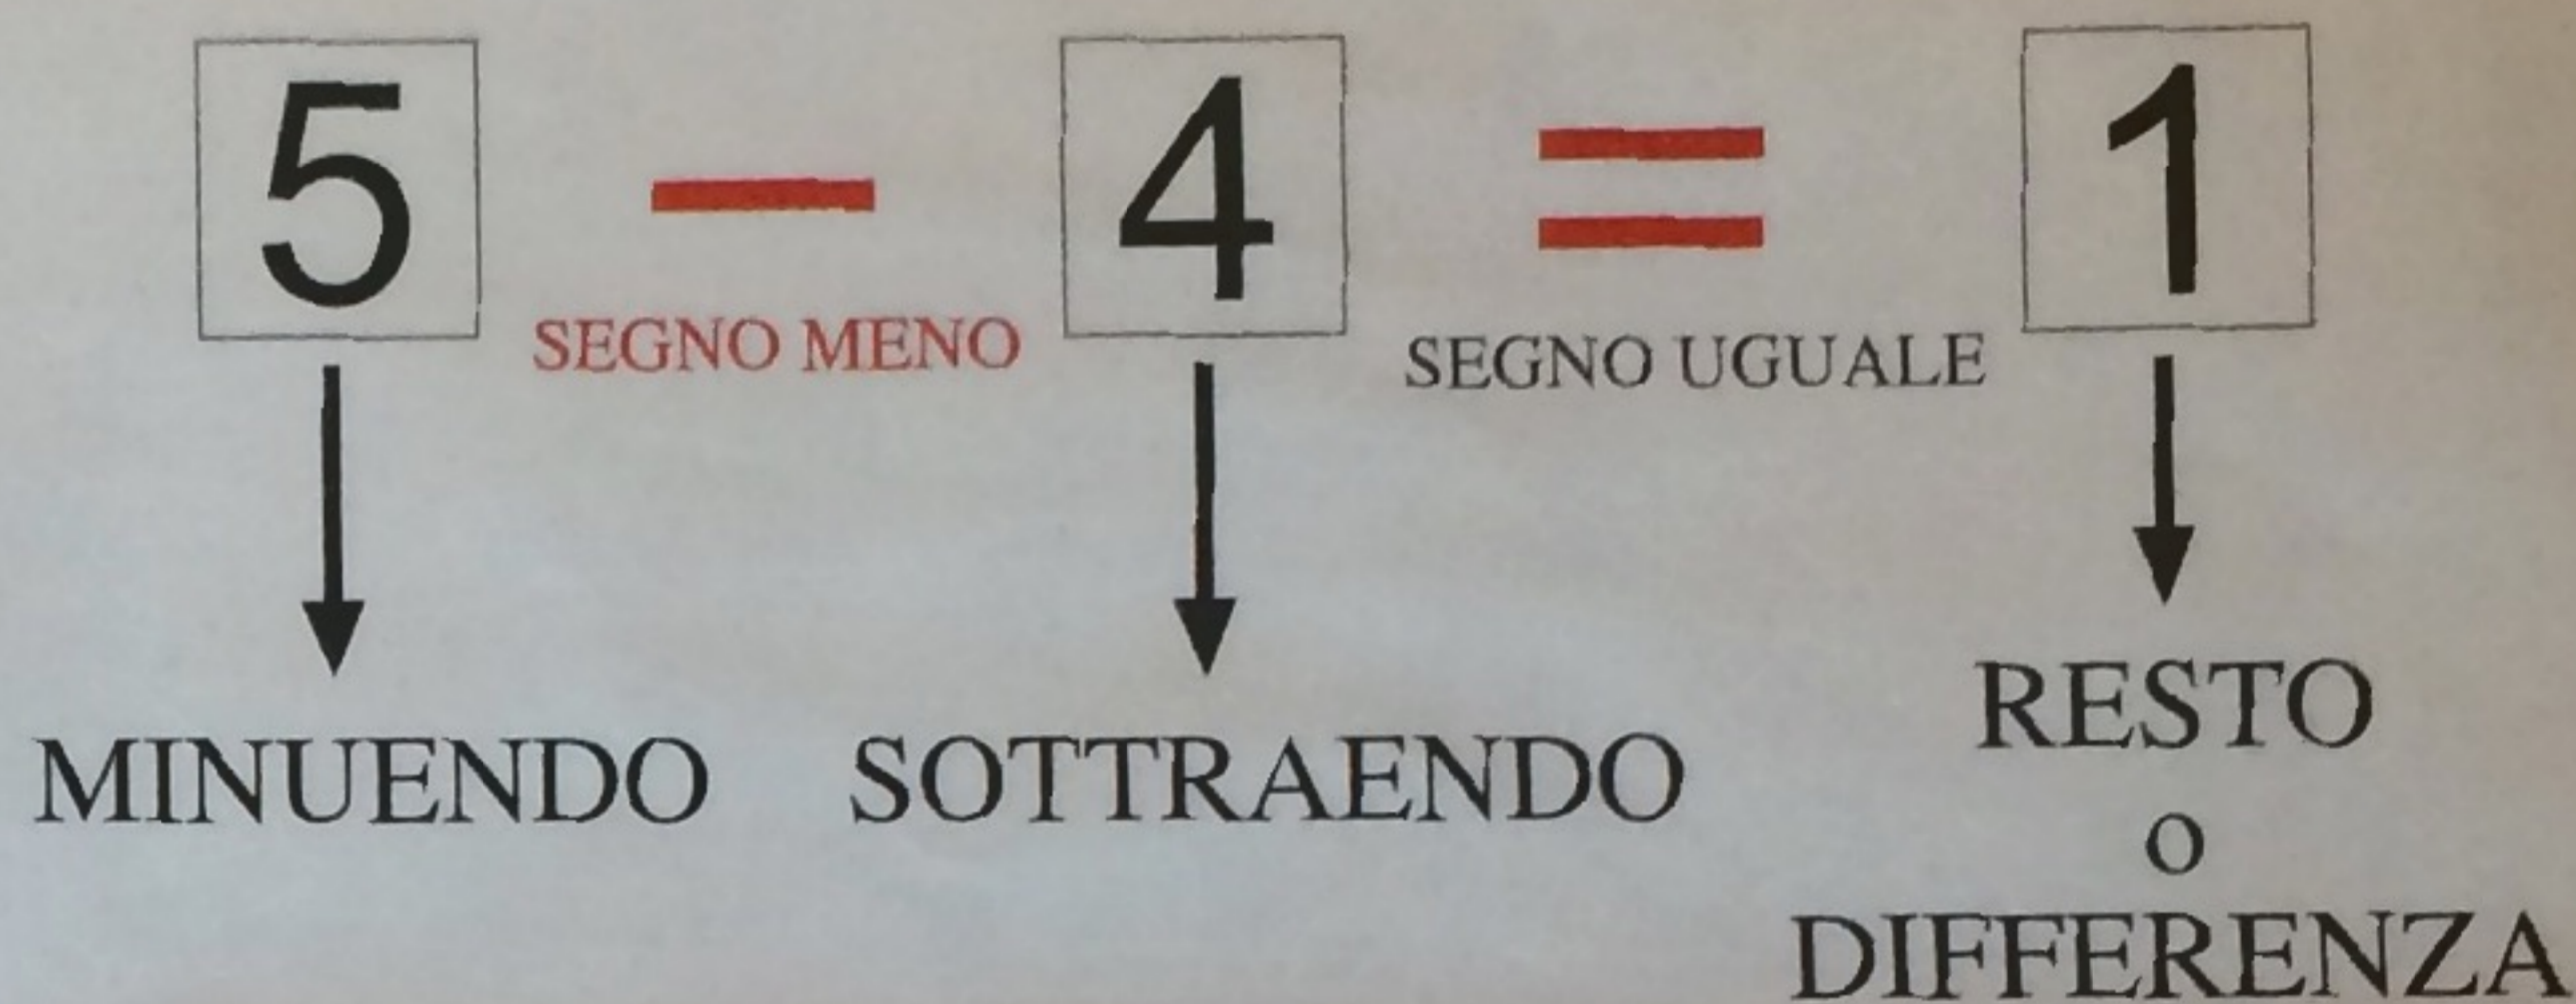 5 — 4 = 1
SEGNO MENO
SEGNO UGUALE
MINUENDO
SOTTRAENDO
RESTO
o
DIFFERENZA